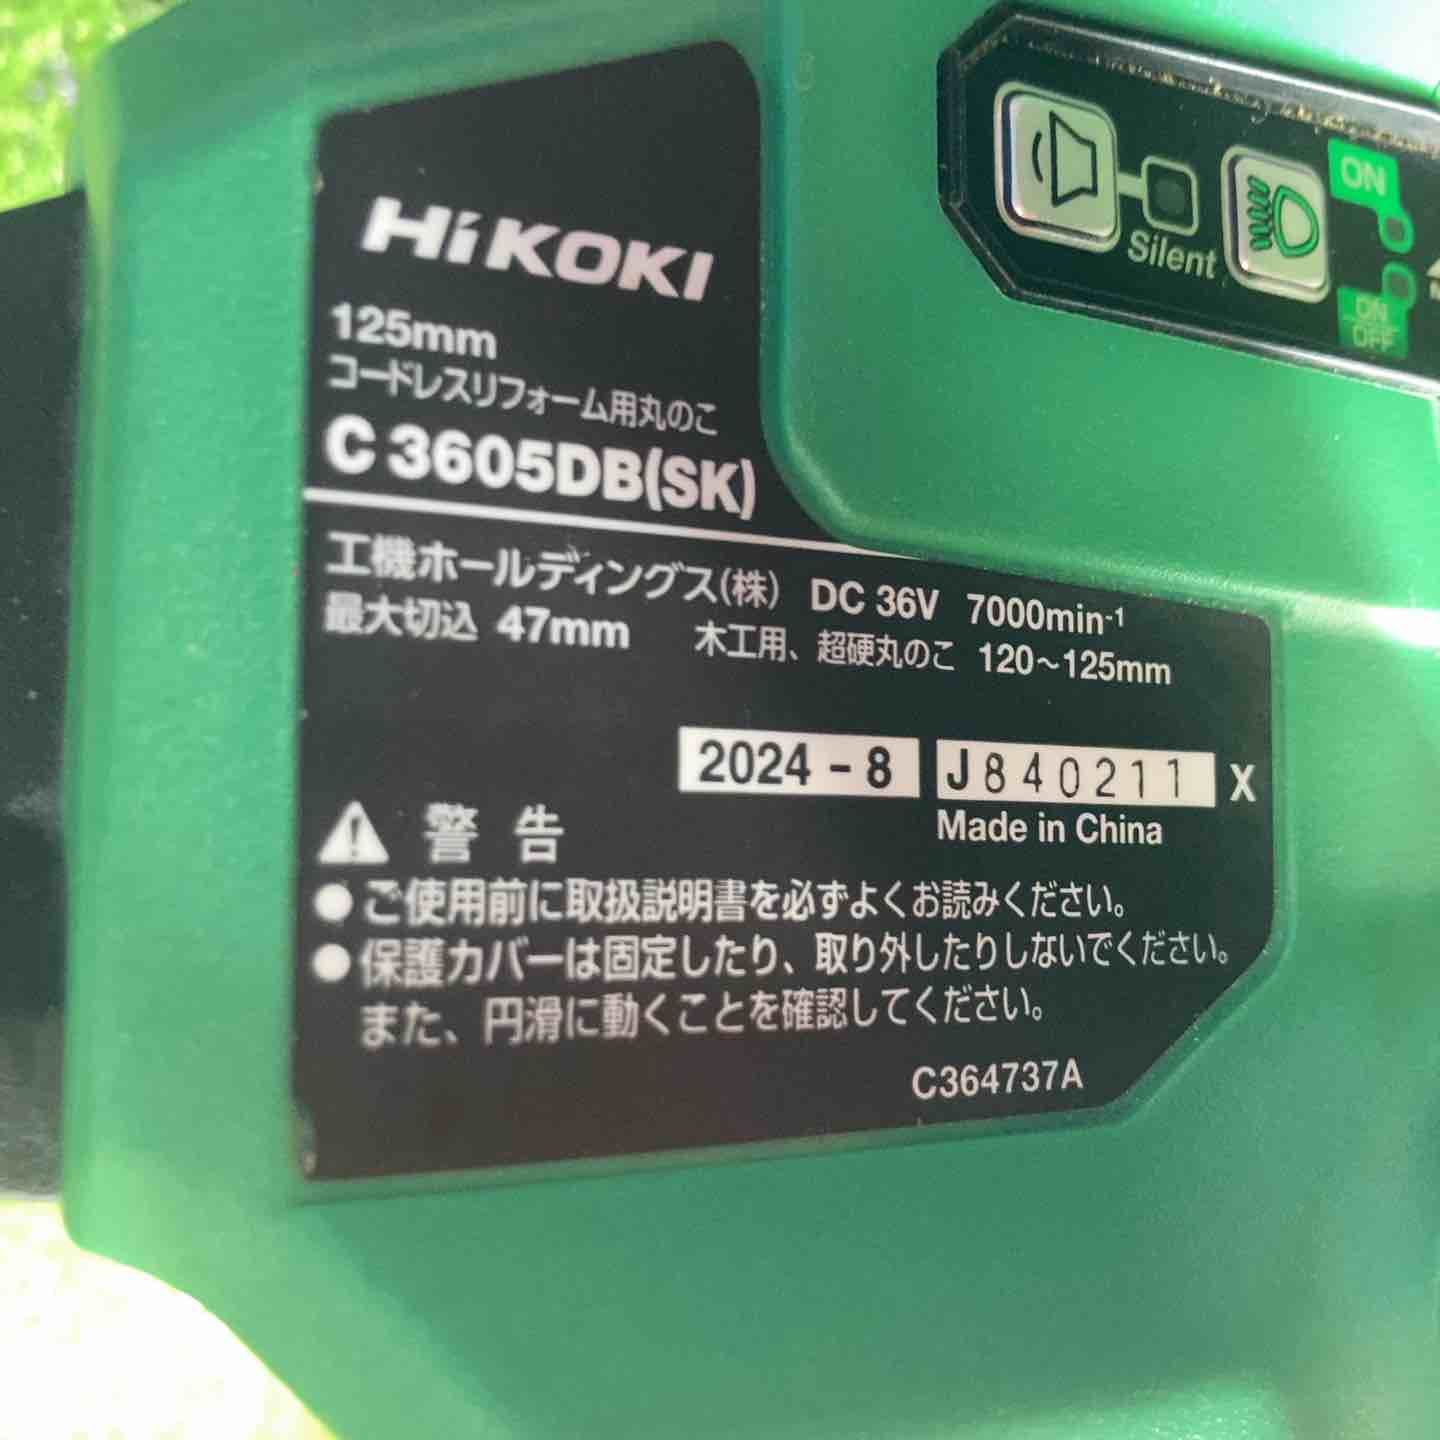 HiKOKI
125mm
コードレスリフォーム用丸のこ
C 3605DB(SK)
工機ホールディングス(株) DC 36V 7000min-1
最大切込 47mm 木工用、超硬丸のこ 120～125mm
2024 - 8 J840211 X
Made in China
警告
●ご使用前に取扱説明書を必ずよくお読みください。
●保護カバーは固定したり、取り外したりしないでください。
また、円滑に動くことを確認してください。
C364737A
Silent
ON
ON
OFF